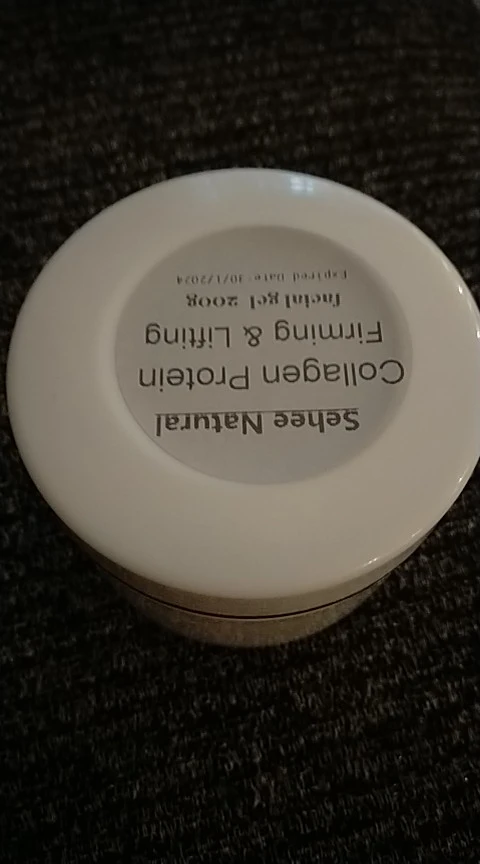 Sehee Natural
Collagen Protein
Firming & Lifting
facial gel 200g
Expired Date-30/1/2024